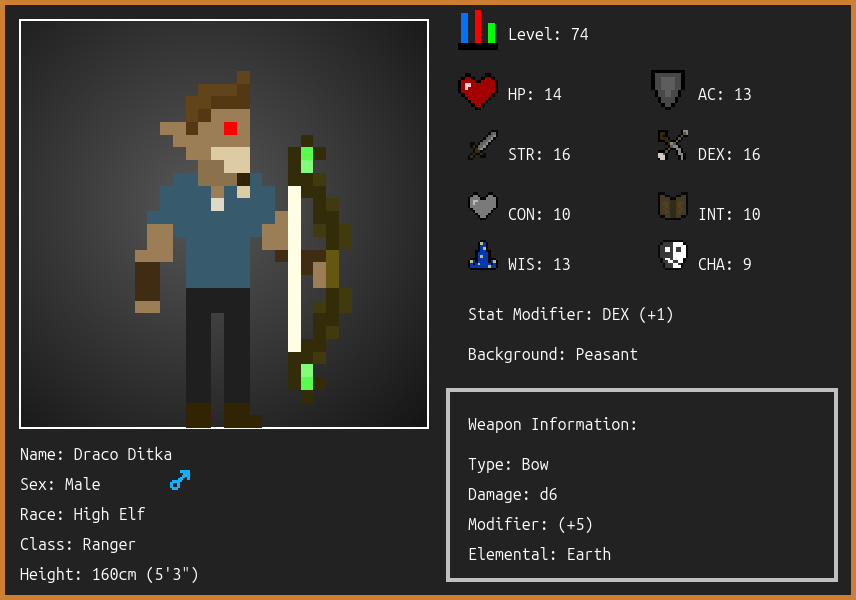 Level: 74
HP: 14
AC: 13
STR: 16
DEX: 16
CON: 10
INT: 10
WIS: 13
CHA: 9
Stat Modifier: DEX (+1)
Background: Peasant
Weapon Information:
Type: Bow
Damage: d6
Modifier: (+5)
Elemental: Earth
Name: Draco Ditka
Sex: Male ♂
Race: High Elf
Class: Ranger
Height: 160cm (5'3")